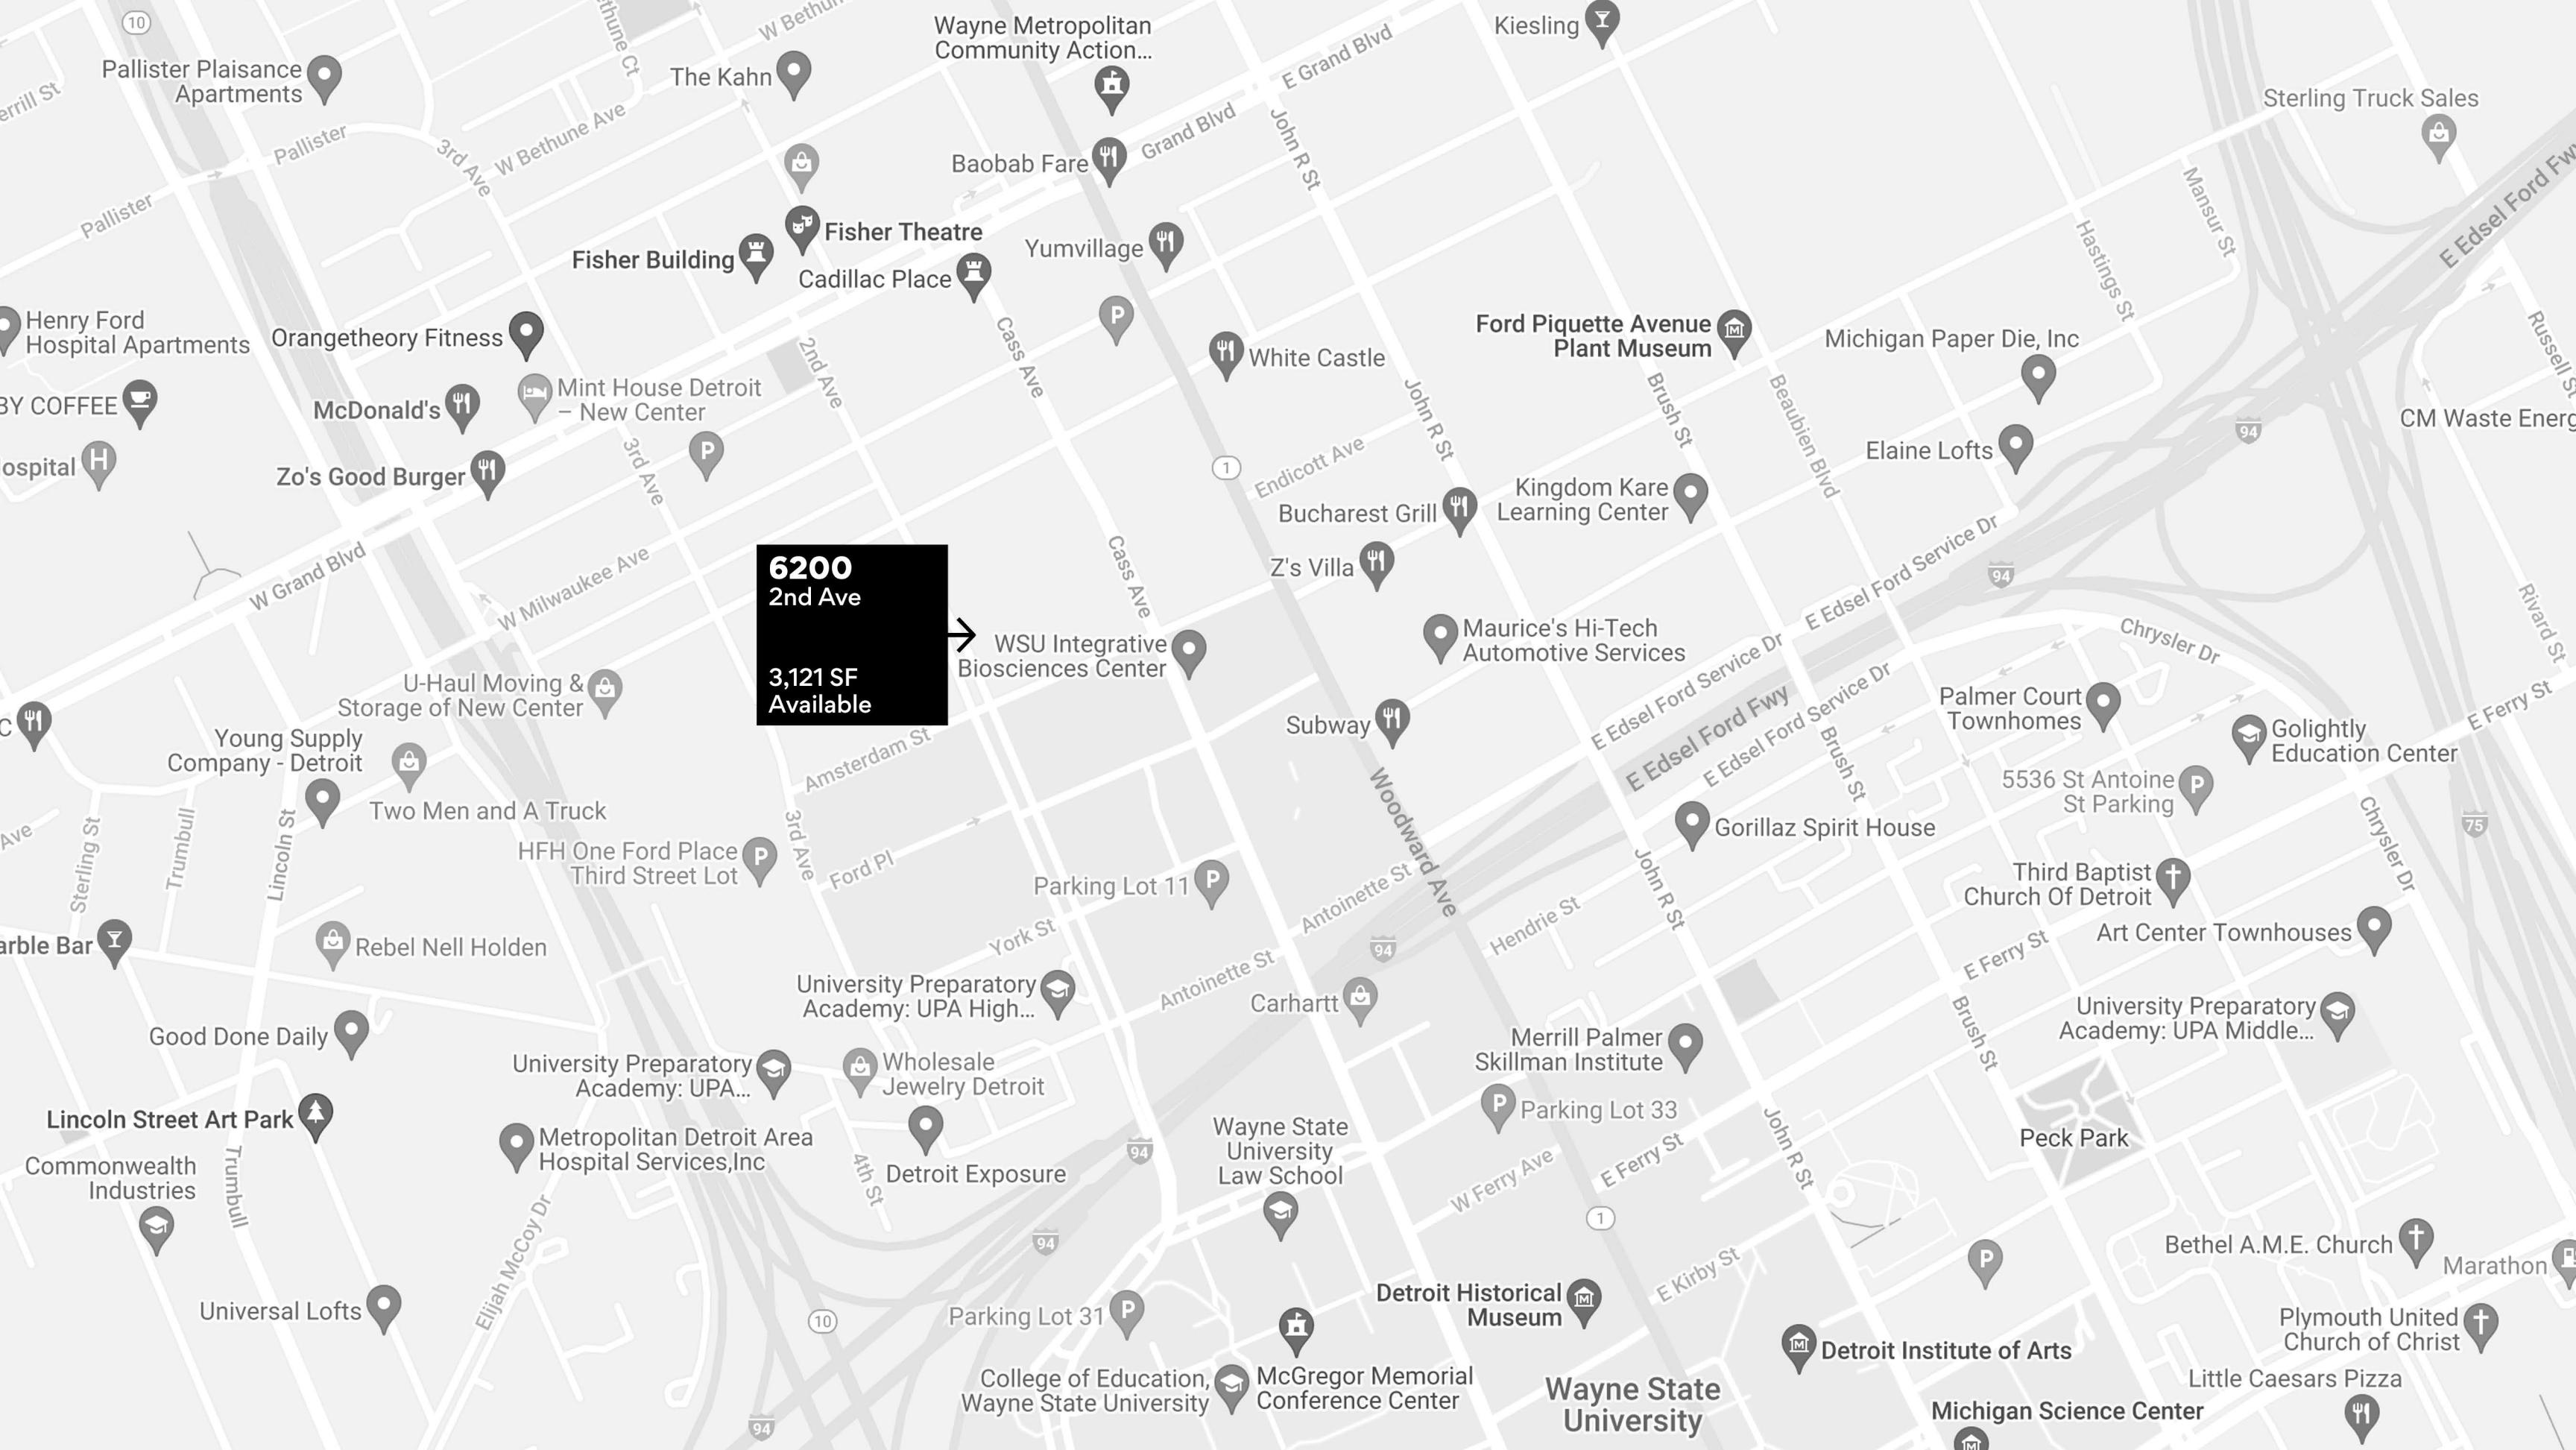 10
Pallister Plaisance
Apartments
Pallister
Pallister
3rd Ave
W Bethune Ave
The Kahn
Wayne Metropolitan
Community Action...
Baobab Fare
Grand Blvd
E Grand Blvd
Kiesling
John R St
Sterling Truck Sales
Mansur St
Hastings St
E Edsel Ford Fwy
Fisher Theatre
Fisher Building
Cadillac Place
Yumvillage
P
Henry Ford
Hospital Apartments
Orangetheory Fitness
BY COFFEE
McDonald's
Mint House Detroit
– New Center
2nd Ave
Cass Ave
White Castle
Ford Piquette Avenue
Plant Museum
Michigan Paper Die, Inc
CM Waste Energ
H
Zo's Good Burger
3rd Ave
P
1
Endicott Ave
John R St
Brush St
Beaubien Blvd
Elaine Lofts
94
Bucharest Grill
Kingdom Kare
Learning Center
Z's Villa
W Grand Blvd
W Milwaukee Ave
6200
2nd Ave
3,121 SF
Available
Cass Ave
WSU Integrative
Biosciences Center
Maurice's Hi-Tech
Automotive Services
E Edsel Ford Service Dr
E Edsel Ford Service Dr
94
Chrysler Dr
Rivard St
E Ferry St
U-Haul Moving &
Storage of New Center
Young Supply
Company - Detroit
Two Men and A Truck
Amsterdam St
Subway
Woodward Ave
E Edsel Ford Fwy
E Edsel Ford Service Dr
Brush St
Palmer Court
Townhomes
Golightly
Education Center
5536 St Antoine
St Parking
P
Chrysler Dr
75
Sterling St
Trumbull
Lincoln St
HFH One Ford Place
Third Street Lot
P
3rd Ave
Ford Pl
Parking Lot 11
P
Antoinette St
Gorillaz Spirit House
John R St
Third Baptist
Church Of Detroit
Art Center Townhouses
E Ferry St
Hendrie St
94
arble Bar
Rebel Nell Holden
York St
Antoinette St
University Preparatory
Academy: UPA High...
Carhartt
Good Done Daily
University Preparatory
Academy: UPA...
Wholesale
Jewelry Detroit
Merrill Palmer
Skillman Institute
Brush St
University Preparatory
Academy: UPA Middle...
Lincoln Street Art Park
Metropolitan Detroit Area
Hospital Services,Inc
4th St
Detroit Exposure
94
Wayne State
University
Law School
P
Parking Lot 33
W Ferry Ave
E Ferry St
John R St
Peck Park
Commonwealth
Industries
Trumbull
Elijah McCoy Dr
94
1
E Kirby St
P
Bethel A.M.E. Church
Marathon
Universal Lofts
10
Parking Lot 31
P
Detroit Historical
Museum
Detroit Institute of Arts
Plymouth United
Church of Christ
College of Education,
Wayne State University
McGregor Memorial
Conference Center
Wayne State
University
Little Caesars Pizza
Michigan Science Center
94